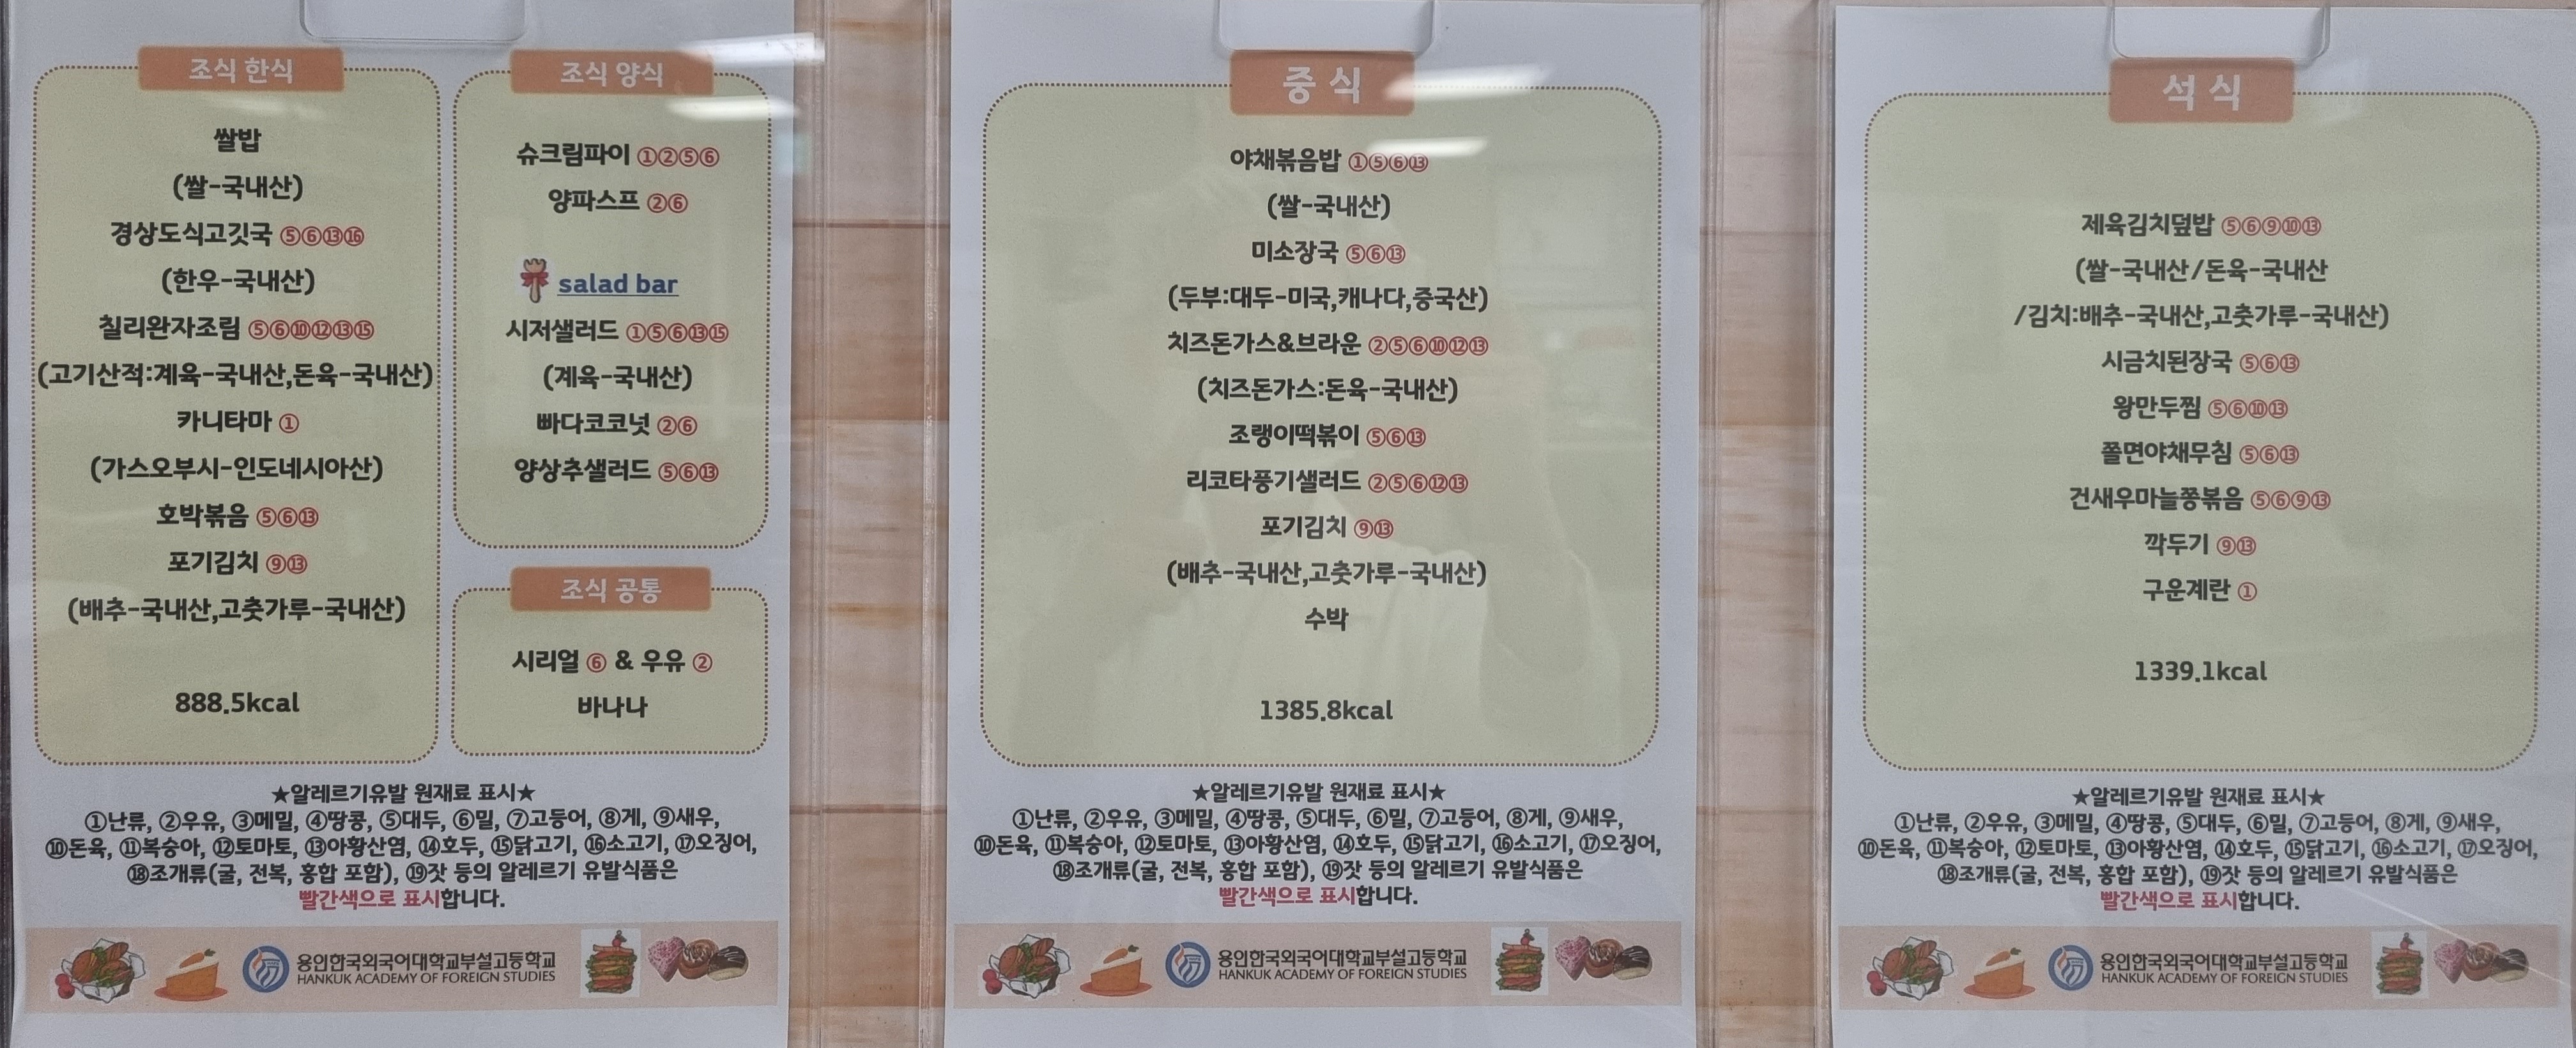 조식 한식
쌀밥
(쌀-국내산)
경상도식고깃국 ⑤⑥⑬⑯
(한우-국내산)
칠리완자조림 ⑤⑥⑩⑫⑬⑮
(고기산적:계육-국내산,돈육-국내산)
카니타마 ①
(가스오부시-인도네시아산)
호박볶음 ⑤⑥⑬
포기김치 ⑨⑬
(배추-국내산,고춧가루-국내산)
888.5kcal
조식 양식
슈크림파이 ①②⑤⑥
양파스프 ②⑥
salad bar
시저샐러드 ①⑤⑥⑬⑮
(계육-국내산)
빠다코코넛 ②⑥
양상추샐러드 ⑤⑥⑬
조식 공통
시리얼 ⑥ & 우유 ②
바나나
★알레르기유발 원재료 표시★
①난류, ②우유, ③메밀, ④땅콩, ⑤대두, ⑥밀, ⑦고등어, ⑧게, ⑨새우,
⑩돈육, ⑪복숭아, ⑫토마토, ⑬아황산염, ⑭호두, ⑮닭고기, ⑯소고기, ⑰오징어,
⑱조개류(굴, 전복, 홍합 포함), ⑲잣 등의 알레르기 유발식품은
빨간색으로 표시합니다.
용인한국외국어대학교부설고등학교
HANKUK ACADEMY OF FOREIGN STUDIES
중 식
야채볶음밥 ①⑤⑥⑬
(쌀-국내산)
미소장국 ⑤⑥⑬
(두부:대두-미국,캐나다,중국산)
치즈돈가스&브라운 ②⑤⑥⑩⑫⑬
(치즈돈가스:돈육-국내산)
조랭이떡볶이 ⑤⑥⑬
리코타풍기샐러드 ②⑤⑥⑫⑬
포기김치 ⑨⑬
(배추-국내산,고춧가루-국내산)
수박
1385.8kcal
★알레르기유발 원재료 표시★
①난류, ②우유, ③메밀, ④땅콩, ⑤대두, ⑥밀, ⑦고등어, ⑧게, ⑨새우,
⑩돈육, ⑪복숭아, ⑫토마토, ⑬아황산염, ⑭호두, ⑮닭고기, ⑯소고기, ⑰오징어,
⑱조개류(굴, 전복, 홍합 포함), ⑲잣 등의 알레르기 유발식품은
빨간색으로 표시합니다.
용인한국외국어대학교부설고등학교
HANKUK ACADEMY OF FOREIGN STUDIES
석 식
제육김치덮밥 ⑤⑥⑨⑩⑬
(쌀-국내산/돈육-국내산
/김치:배추-국내산,고춧가루-국내산)
시금치된장국 ⑤⑥⑬
왕만두찜 ⑤⑥⑩⑬
쫄면야채무침 ⑤⑥⑬
건새우마늘쫑볶음 ⑤⑥⑨⑬
깍두기 ⑨⑬
구운계란 ①
1339.1kcal
★알레르기유발 원재료 표시★
①난류, ②우유, ③메밀, ④땅콩, ⑤대두, ⑥밀, ⑦고등어, ⑧게, ⑨새우,
⑩돈육, ⑪복숭아, ⑫토마토, ⑬아황산염, ⑭호두, ⑮닭고기, ⑯소고기, ⑰오징어,
⑱조개류(굴, 전복, 홍합 포함), ⑲잣 등의 알레르기 유발식품은
빨간색으로 표시합니다.
용인한국외국어대학교부설고등학교
HANKUK ACADEMY OF FOREIGN STUDIES